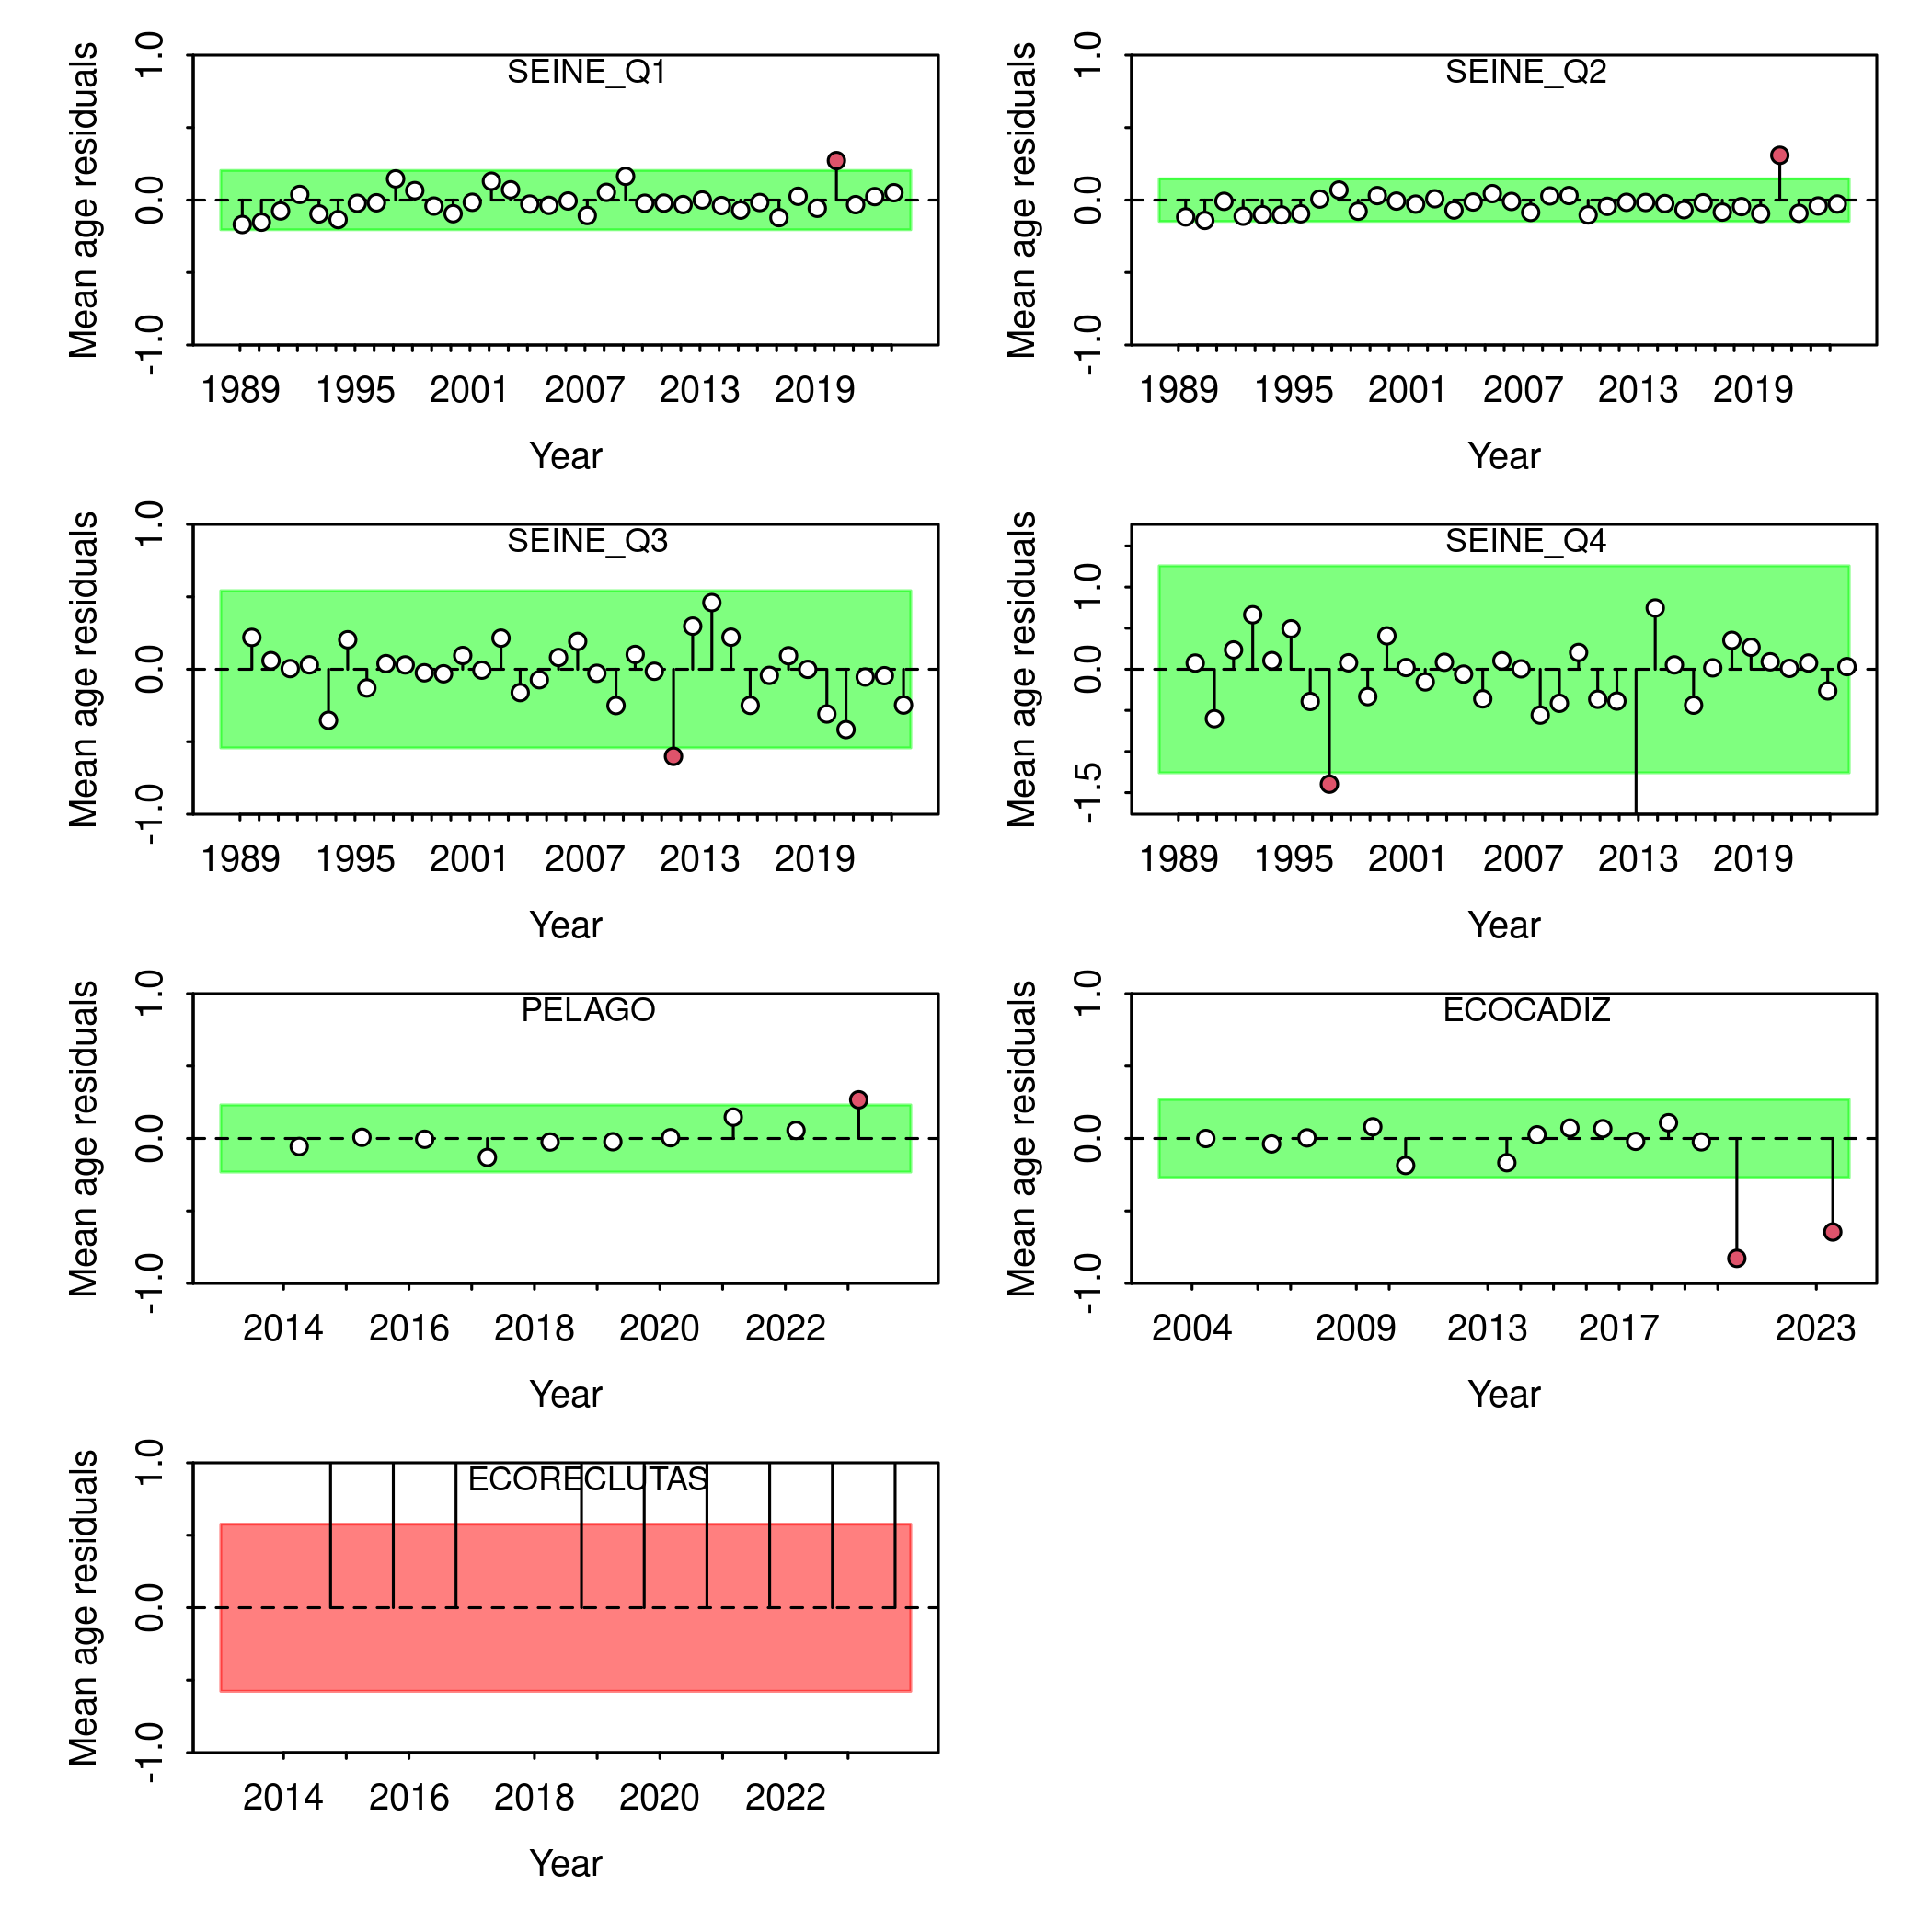 SEINE_Q1
Mean age residuals
1.0
0.0
-1.0
1989 1995 2001 2007 2013 2019
Year
SEINE_Q2
Mean age residuals
1.0
0.0
-1.0
1989 1995 2001 2007 2013 2019
Year
SEINE_Q3
Mean age residuals
1.0
0.0
-1.0
1989 1995 2001 2007 2013 2019
Year
SEINE_Q4
Mean age residuals
1.0
0.0
-1.5
1989 1995 2001 2007 2013 2019
Year
PELAGO
Mean age residuals
1.0
0.0
-1.0
2014 2016 2018 2020 2022
Year
ECOCADIZ
Mean age residuals
1.0
0.0
-1.0
2004 2009 2013 2017 2023
Year
ECORECLUTAS
Mean age residuals
1.0
0.0
-1.0
2014 2016 2018 2020 2022
Year